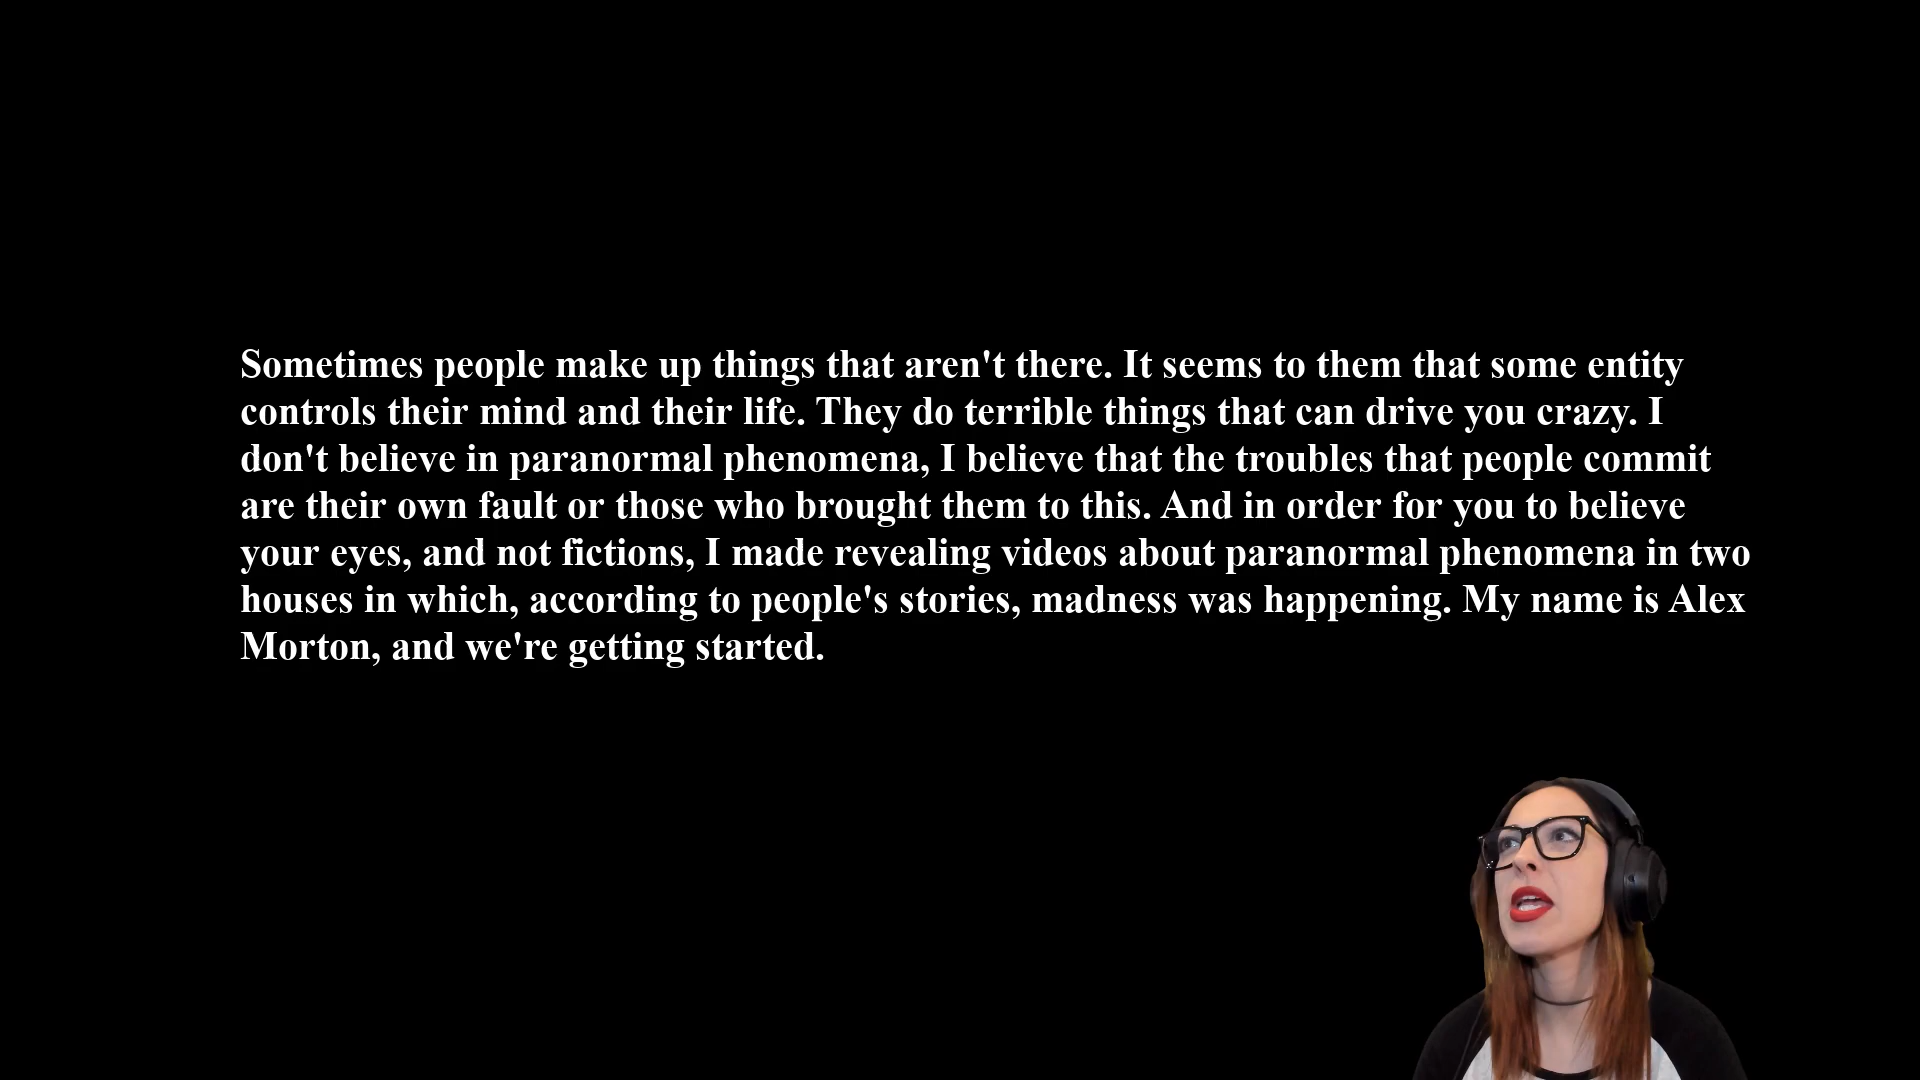 Sometimes people make up things that aren't there. It seems to them that some entity
controls their mind and their life. They do terrible things that can drive you crazy. I
don't believe in paranormal phenomena, I believe that the troubles that people commit
are their own fault or those who brought them to this. And in order for you to believe
your eyes, and not fictions, I made revealing videos about paranormal phenomena in two
houses in which, according to people's stories, madness was happening. My name is Alex
Morton, and we're getting started.